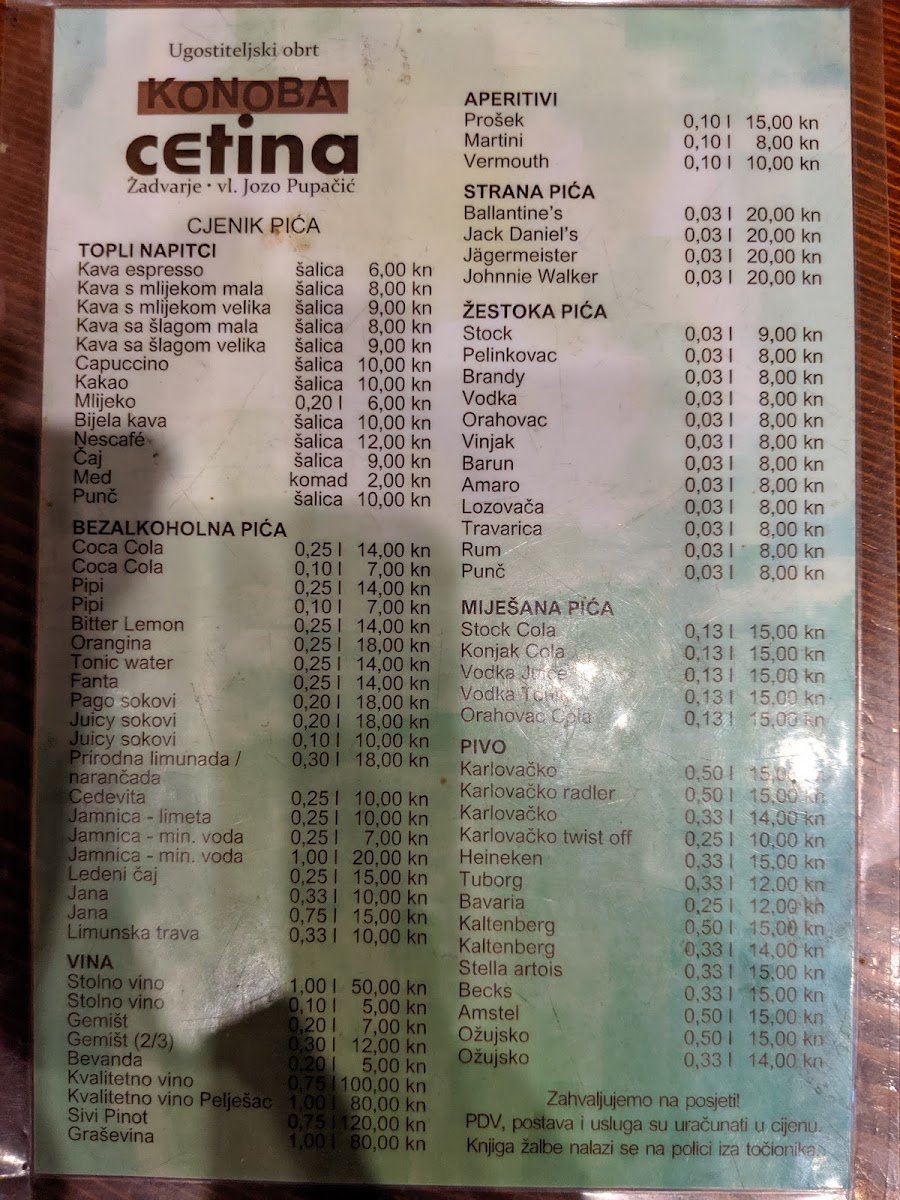 Ugostiteljski obrt
KONOBA
cetina
Žadvarje • vl. Jozo Pupačić
CJENIK PIĆA
TOPLI NAPITCI
Kava espresso šalica 6,00 kn
Kava s mlijekom mala šalica 8,00 kn
Kava s mlijekom velika šalica 9,00 kn
Kava sa šlagom mala šalica 8,00 kn
Kava sa šlagom velika šalica 9,00 kn
Capuccino šalica 10,00 kn
Kakao šalica 10,00 kn
Mlijeko 0,20 l 6,00 kn
Bijela kava šalica 10,00 kn
Nescafé šalica 12,00 kn
Čaj šalica 9,00 kn
Med komad 2,00 kn
Punč šalica 10,00 kn
BEZALKOHOLNA PIĆA
Coca Cola 0,25 l 14,00 kn
Coca Cola 0,10 l 7,00 kn
Pipi 0,25 l 14,00 kn
Pipi 0,10 l 7,00 kn
Bitter Lemon 0,25 l 14,00 kn
Orangina 0,25 l 18,00 kn
Tonic water 0,25 l 14,00 kn
Fanta 0,25 l 14,00 kn
Pago sokovi 0,20 l 18,00 kn
Juicy sokovi 0,20 l 18,00 kn
Juicy sokovi 0,10 l 10,00 kn
Prirodna limunada / 0,30 l 18,00 kn
narančada
Cedevita 0,25 l 10,00 kn
Jamnica - limeta 0,25 l 10,00 kn
Jamnica - min. voda 0,25 l 7,00 kn
Jamnica - min. voda 1,00 l 20,00 kn
Ledeni čaj 0,25 l 15,00 kn
Jana 0,33 l 10,00 kn
Jana 0,75 l 15,00 kn
Limunska trava 0,33 l 10,00 kn
VINA
Stolno vino 1,00 l 50,00 kn
Stolno vino 0,10 l 5,00 kn
Gemišt 0,20 l 7,00 kn
Gemišt (2/3) 0,30 l 12,00 kn
Bevanda 0,20 l 5,00 kn
Kvalitetno vino 0,75 l 100,00 kn
Kvalitetno vino Pelješac 1,00 l 80,00 kn
Sivi Pinot 0,75 l 120,00 kn
Graševina 1,00 l 80,00 kn
APERITIVI
Prošek 0,10 l 15,00 kn
Martini 0,10 l 8,00 kn
Vermouth 0,10 l 10,00 kn
STRANA PIĆA
Ballantine's 0,03 l 20,00 kn
Jack Daniel's 0,03 l 20,00 kn
Jägermeister 0,03 l 20,00 kn
Johnnie Walker 0,03 l 20,00 kn
ŽESTOKA PIĆA
Stock 0,03 l 9,00 kn
Pelinkovac 0,03 l 8,00 kn
Brandy 0,03 l 8,00 kn
Vodka 0,03 l 8,00 kn
Orahovac 0,03 l 8,00 kn
Vinjak 0,03 l 8,00 kn
Barun 0,03 l 8,00 kn
Amaro 0,03 l 8,00 kn
Lozovača 0,03 l 8,00 kn
Travarica 0,03 l 8,00 kn
Rum 0,03 l 8,00 kn
Punč 0,03 l 8,00 kn
MIJEŠANA PIĆA
Stock Cola 0,13 l 15,00 kn
Konjak Cola 0,13 l 15,00 kn
Vodka Juice 0,13 l 15,00 kn
Vodka Tonic 0,13 l 15,00 kn
Orahovac Cola 0,13 l 15,00 kn
PIVO
Karlovačko 0,50 l 15,00 kn
Karlovačko radler 0,50 l 15,00 kn
Karlovačko 0,33 l 14,00 kn
Karlovačko twist off 0,25 l 10,00 kn
Heineken 0,33 l 15,00 kn
Tuborg 0,33 l 12,00 kn
Bavaria 0,25 l 12,00 kn
Kaltenberg 0,50 l 15,00 kn
Kaltenberg 0,33 l 14,00 kn
Stella artois 0,33 l 15,00 kn
Becks 0,33 l 15,00 kn
Amstel 0,50 l 15,00 kn
Ožujsko 0,50 l 15,00 kn
Ožujsko 0,33 l 14,00 kn
Zahvaljujemo na posjeti!
PDV, postava i usluga su uračunati u cijenu.
Knjiga žalbe nalazi se na polici iza točionika.